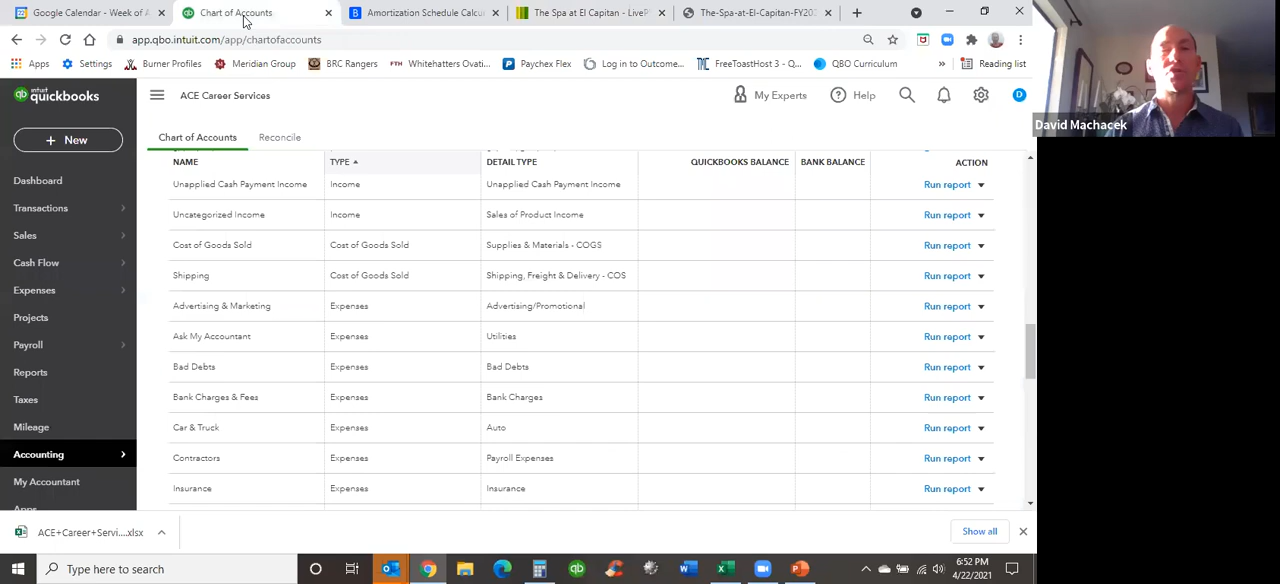 Google Calendar - Week of A
Chart of Accounts
Amortization Schedule Calcu
The Spa at El Capitan - LiveP
The-Spa-at-El-Capitan-FY202
app.qbo.intuit.com/app/chartofaccounts
Apps
Settings
Burner Profiles
Meridian Group
BRC Rangers
FTH Whitehatters Ovati...
Paychex Flex
Log in to Outcome...
FreeToastHost 3 - Q...
QBO Curriculum
»
Reading list
David Machacek
intuit
quickbooks
ACE Career Services
My Experts
Help
D
+ New
Chart of Accounts
Reconcile
Dashboard
Transactions
Sales
Cash Flow
Expenses
Projects
Payroll
Reports
Taxes
Mileage
Accounting
My Accountant
Apps
NAME TYPE DETAIL TYPE QUICKBOOKS BALANCE BANK BALANCE ACTION
Unapplied Cash Payment Income Income Unapplied Cash Payment Income Run report
Uncategorized Income Income Sales of Product Income Run report
Cost of Goods Sold Cost of Goods Sold Supplies & Materials - COGS Run report
Shipping Cost of Goods Sold Shipping, Freight & Delivery - COS Run report
Advertising & Marketing Expenses Advertising/Promotional Run report
Ask My Accountant Expenses Utilities Run report
Bad Debts Expenses Bad Debts Run report
Bank Charges & Fees Expenses Bank Charges Run report
Car & Truck Expenses Auto Run report
Contractors Expenses Payroll Expenses Run report
Insurance Expenses Insurance Run report
ACE+Career+Servi....xlsx
Show all
Type here to search
6:52 PM
4/22/2021